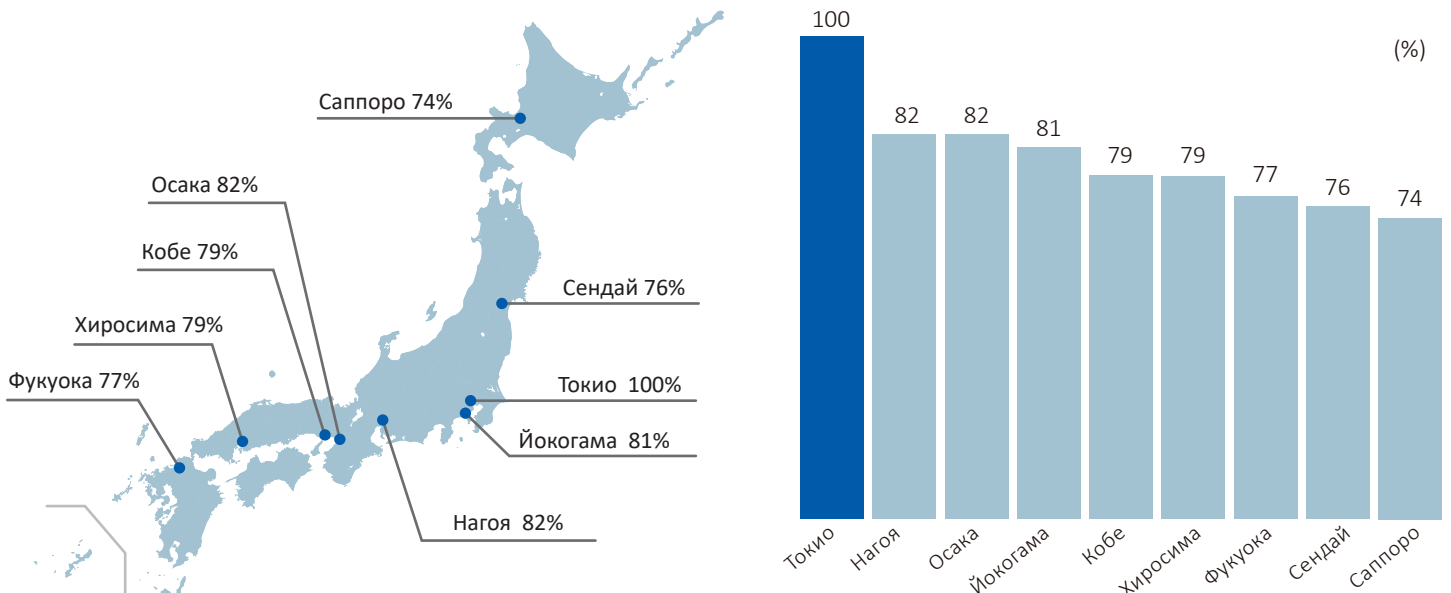 Саппоро 74%
Осака 82%
Кобе 79%
Сендай 76%
Хиросима 79%
Фукуока 77%
Токио 100%
Йокогама 81%
Нагоя 82%
(%)
100
82
82
81
79
79
77
76
74
Токио
Нагоя
Осака
Йокогама
Кобе
Хиросима
Фукуока
Сендай
Саппоро